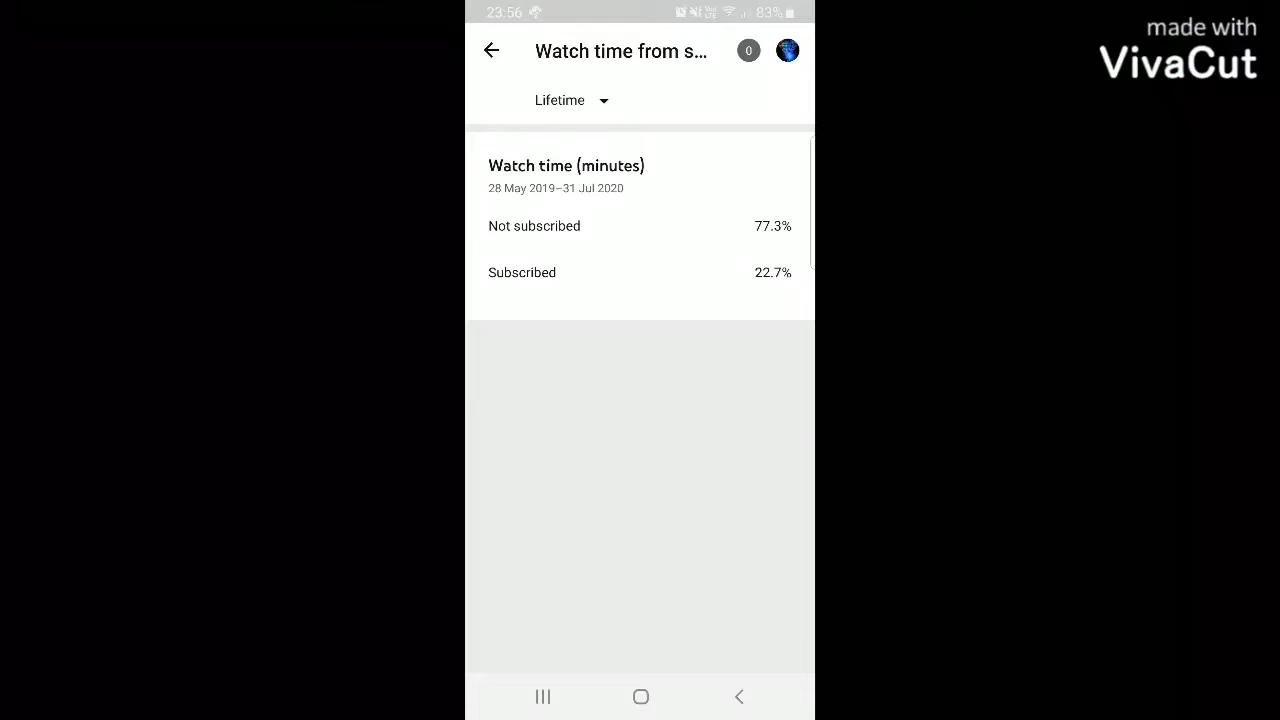 23:56
83%
made with
VivaCut
Watch time from s...
0
Lifetime
Watch time (minutes)
28 May 2019–31 Jul 2020
Not subscribed 77.3%
Subscribed 22.7%